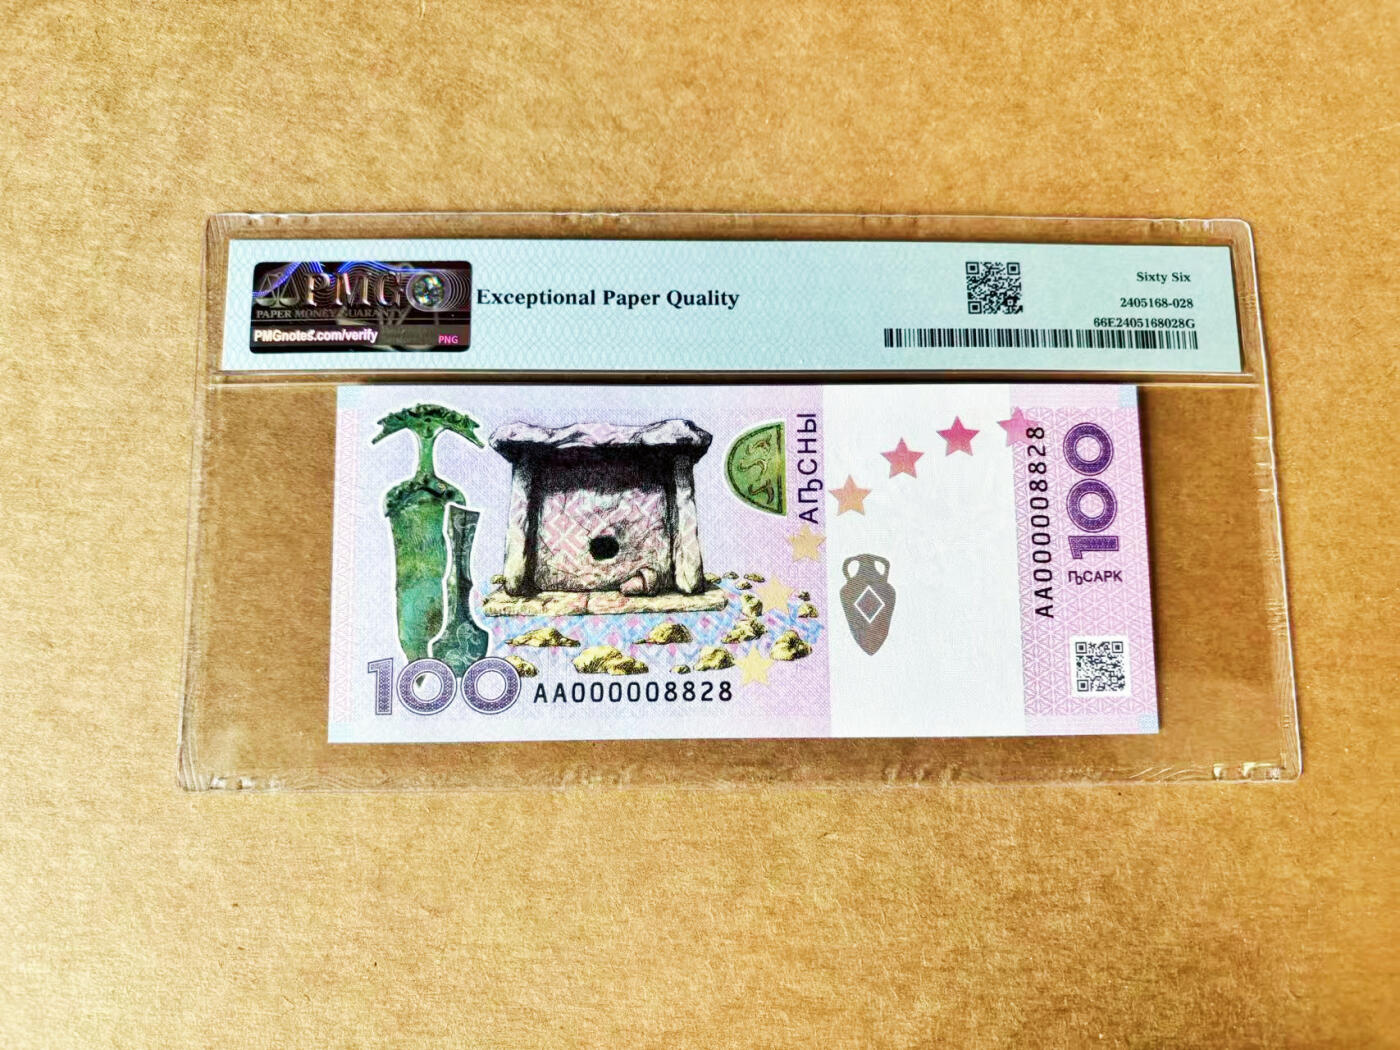 PMG
PAPER MONEY GUARANTY
PMGnotes.com/verify
PNG
Exceptional Paper Quality
Sixty Six
2405168-028
66E2405168028G
АԤСНЫ
100
АА000008828
АА000008828
100
ԤСАРК